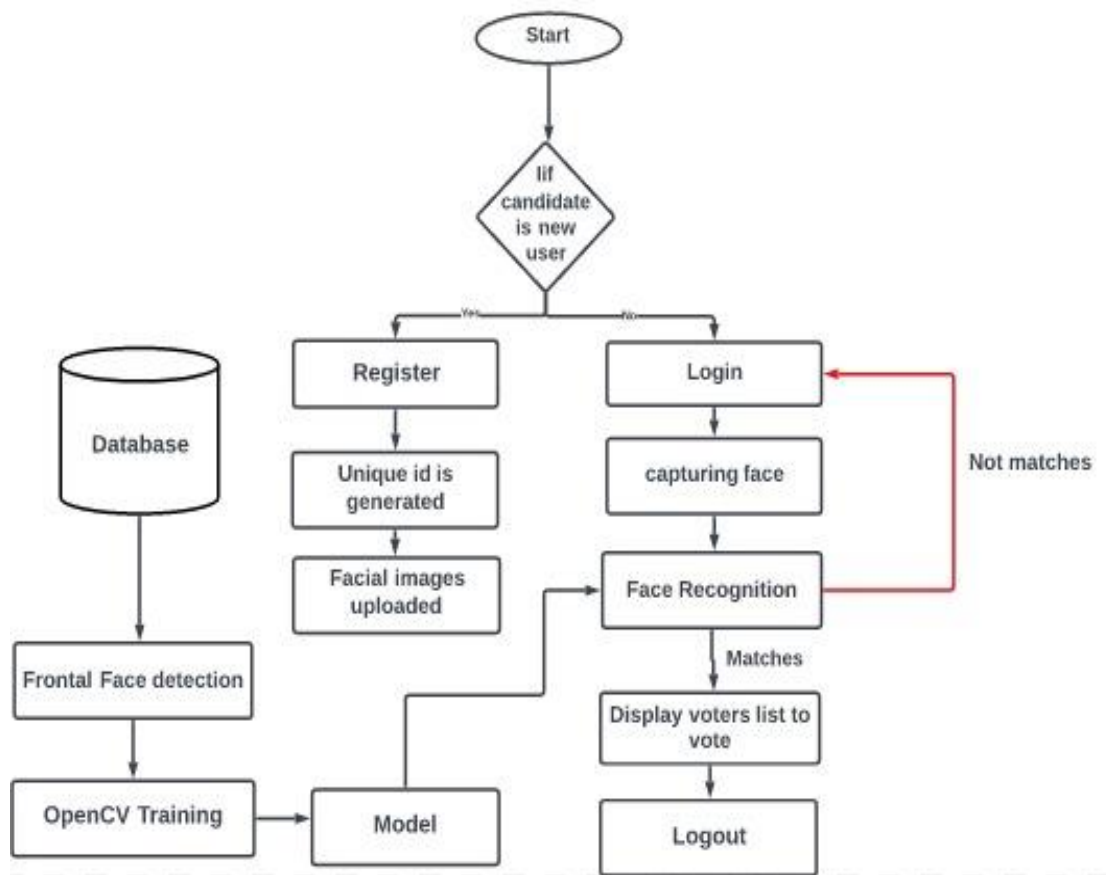 Start
Iif
candidate
is new
user
Yes
No
Register
Login
Database
Unique id is
generated
capturing face
Not matches
Facial images
uploaded
Face Recognition
Matches
Frontal Face detection
Display voters list to
vote
OpenCV Training
Model
Logout